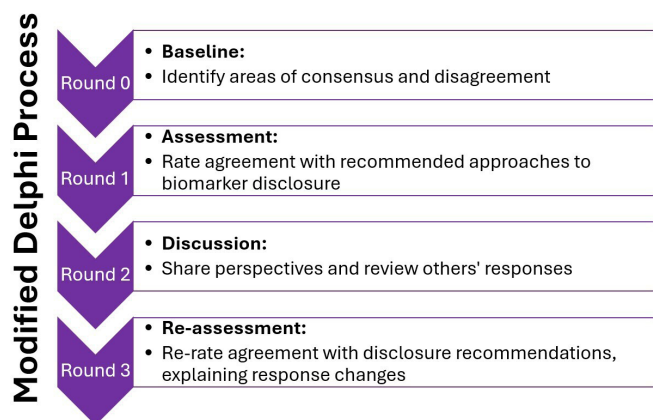 Modified Delphi Process
Round 0
• Baseline:
• Identify areas of consensus and disagreement
Round 1
• Assessment:
• Rate agreement with recommended approaches to
biomarker disclosure
Round 2
• Discussion:
• Share perspectives and review others' responses
Round 3
• Re-assessment:
• Re-rate agreement with disclosure recommendations,
explaining response changes